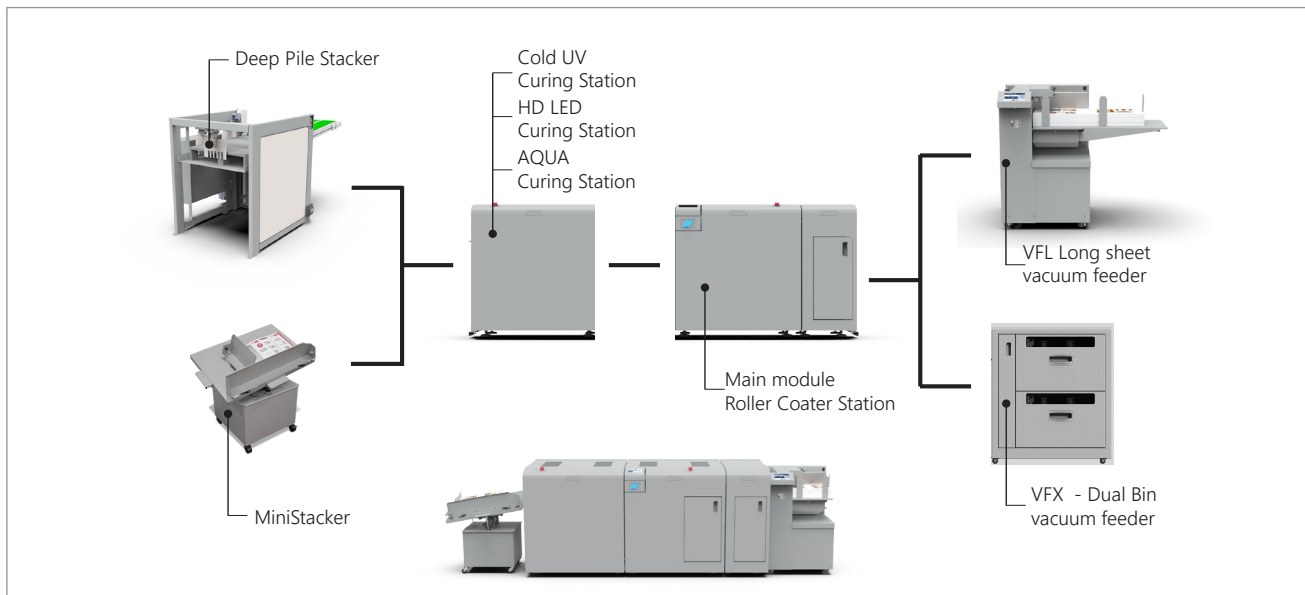 Deep Pile Stacker
Cold UV
Curing Station
HD LED
Curing Station
AQUA
Curing Station
VFL Long sheet
vacuum feeder
Main module
Roller Coater Station
MiniStacker
VFX - Dual Bin
vacuum feeder